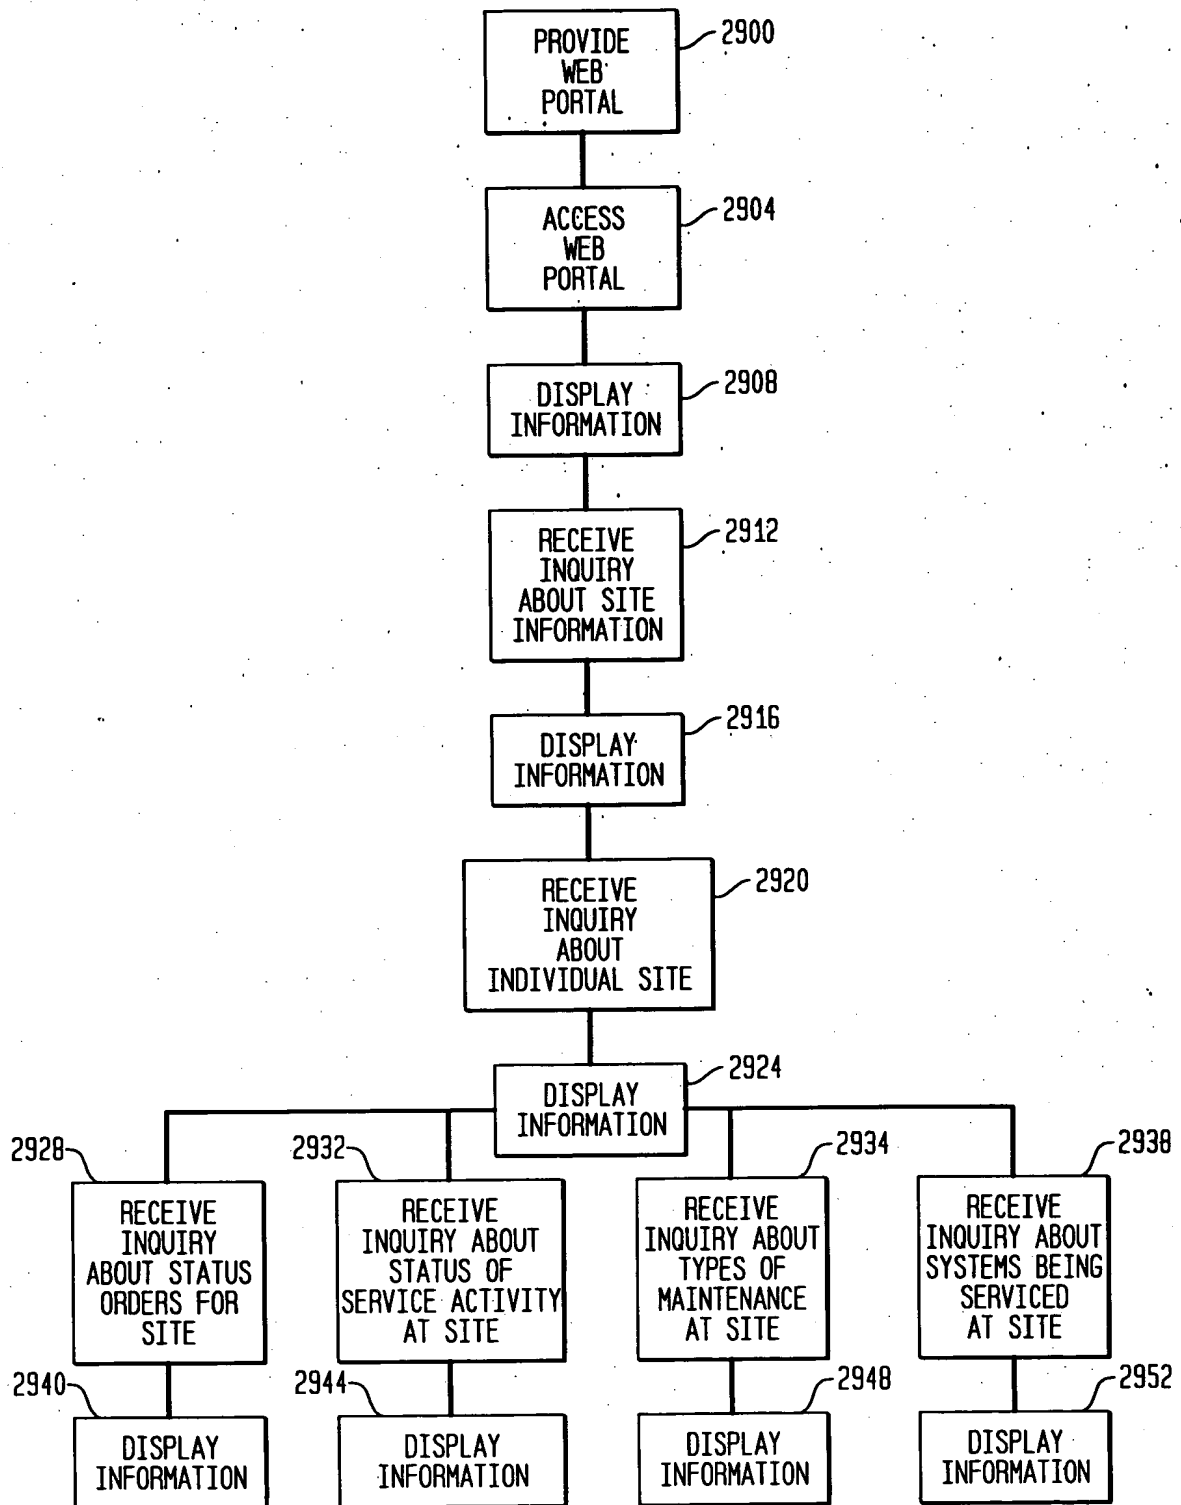 PROVIDE
WEB
PORTAL
2900
ACCESS
WEB
PORTAL
2904
DISPLAY
INFORMATION
2908
RECEIVE
INQUIRY
ABOUT SITE
INFORMATION
2912
DISPLAY
INFORMATION
2916
RECEIVE
INQUIRY
ABOUT
INDIVIDUAL SITE
2920
DISPLAY
INFORMATION
2924
2928
RECEIVE
INQUIRY
ABOUT STATUS
ORDERS FOR
SITE
2932
RECEIVE
INQUIRY ABOUT
STATUS OF
SERVICE ACTIVITY
AT SITE
2934
RECEIVE
INQUIRY ABOUT
TYPES OF
MAINTENANCE
AT SITE
2938
RECEIVE
INQUIRY ABOUT
SYSTEMS BEING
SERVICED
AT SITE
2940
DISPLAY
INFORMATION
2944
DISPLAY
INFORMATION
2948
DISPLAY
INFORMATION
2952
DISPLAY
INFORMATION